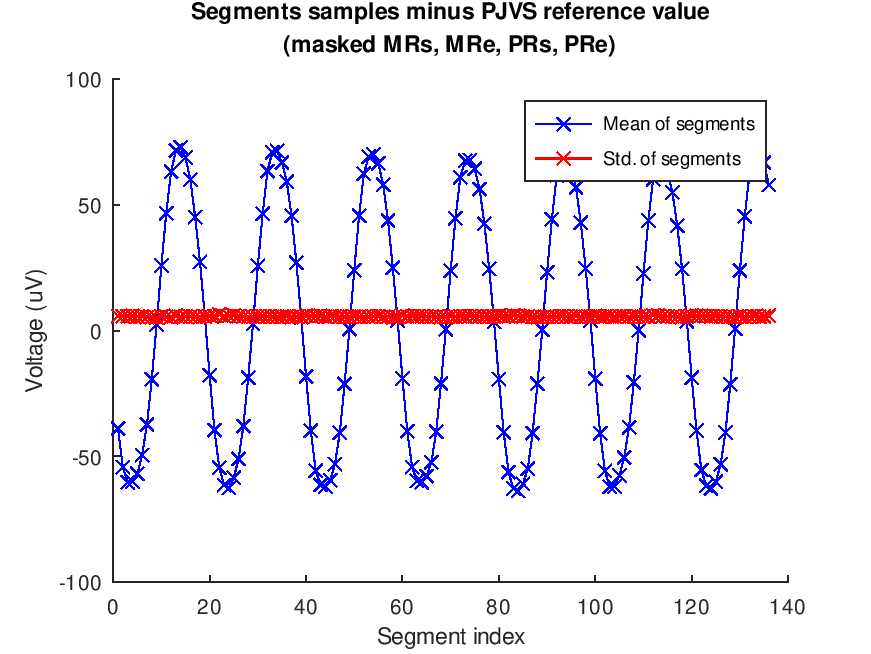 Segments samples minus PJVS reference value
(masked MRs, MRe, PRs, PRe)
100
50
0
-50
-100
Voltage (uV)
Mean of segments
Std. of segments
0 20 40 60 80 100 120 140
Segment index